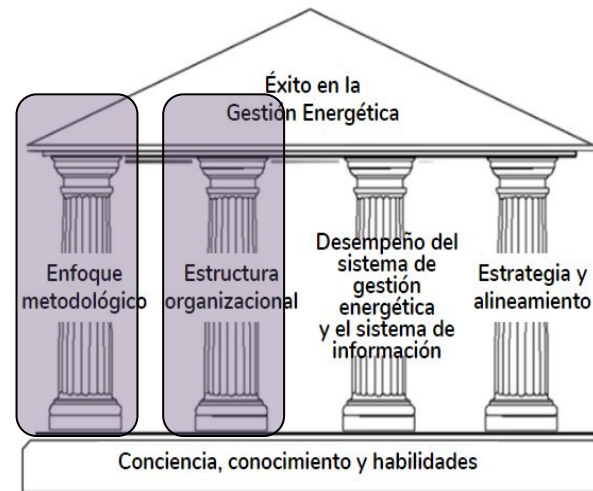 Éxito en la
Gestión Energética
Enfoque
metodológico
Estructura
organizacional
Desempeño del
sistema de
gestión
energética
y el sistema de
información
Estrategia y
alineamiento
Conciencia, conocimiento y habilidades